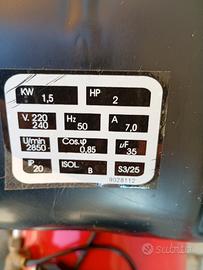 KW 1,5 HP 2
V. 220 240 Hz 50 A 7,0
U/min 2850 Cos.φ 0,85 µF 35
IP 20 ISOL. B S3/25
9028112
subito